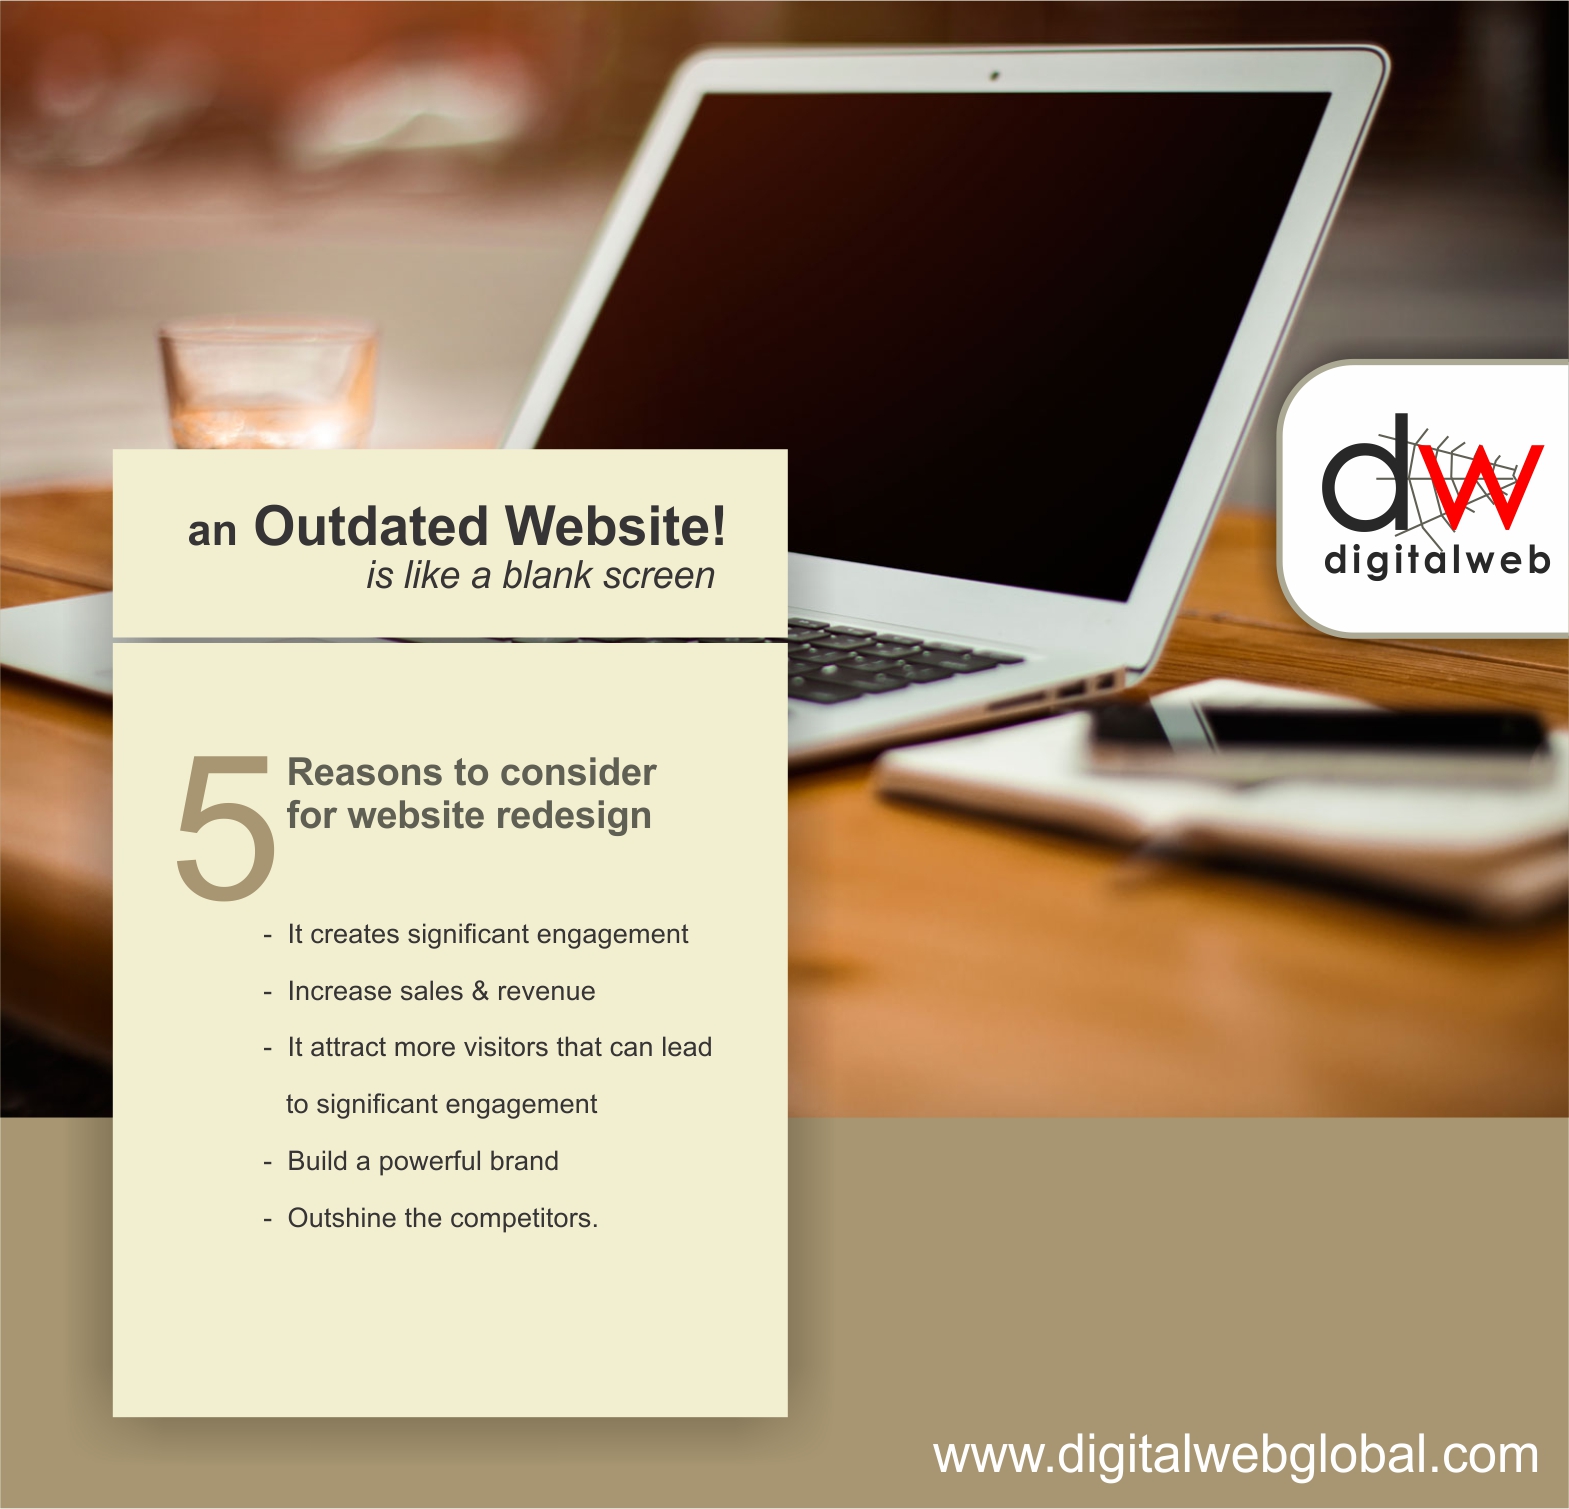 dw
digitalweb
an Outdated Website!
is like a blank screen
5
Reasons to consider
for website redesign
- It creates significant engagement
- Increase sales & revenue
- It attract more visitors that can lead
to significant engagement
- Build a powerful brand
- Outshine the competitors.
www.digitalwebglobal.com